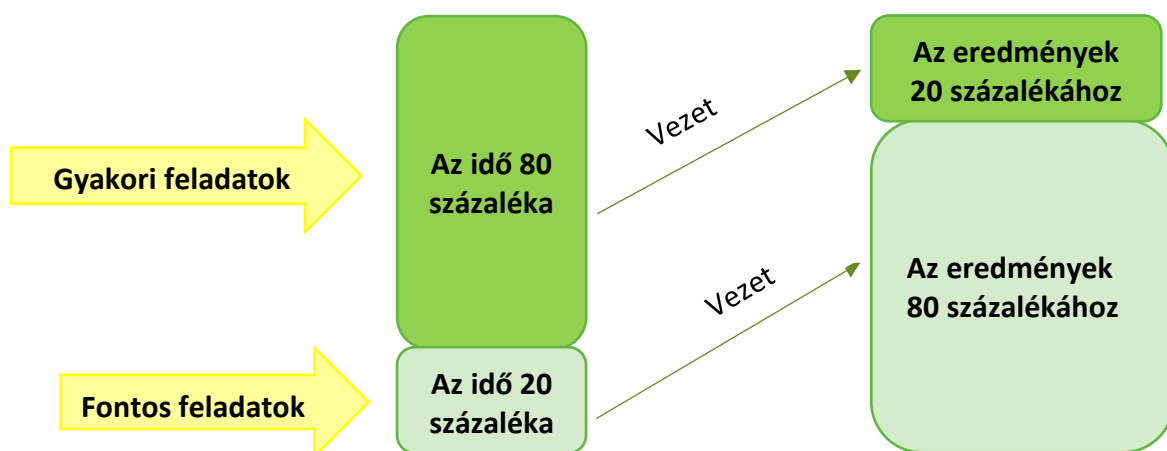 Gyakori feladatok
Az idő 80
százaléka
Vezet
Az eredmények
20 százalékához
Fontos feladatok
Az idő 20
százaléka
Vezet
Az eredmények
80 százalékához